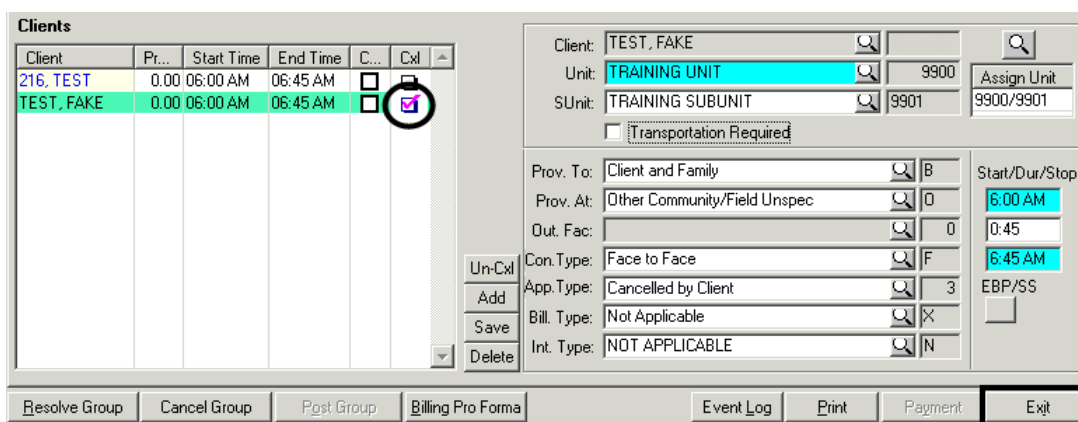 Clients
Client Pr... Start Time End Time C... Cxl
216, TEST 0.00 06:00 AM 06:45 AM
TEST, FAKE 0.00 06:00 AM 06:45 AM
Un-Cxl
Add
Save
Delete
Client: TEST, FAKE
Unit: TRAINING UNIT 9900
SUnit: TRAINING SUBUNIT 9901
Transportation Required
Assign Unit
9900/9901
Prov. To: Client and Family B
Prov. At: Other Community/Field Unspec O
Out. Fac: 0
Con.Type: Face to Face F
App.Type: Cancelled by Client 3
Bill. Type: Not Applicable X
Int. Type: NOT APPLICABLE N
Start/Dur/Stop
6:00 AM
0:45
6:45 AM
EBP/SS
Resolve Group Cancel Group Post Group Billing Pro Forma Event Log Print Payment Exit